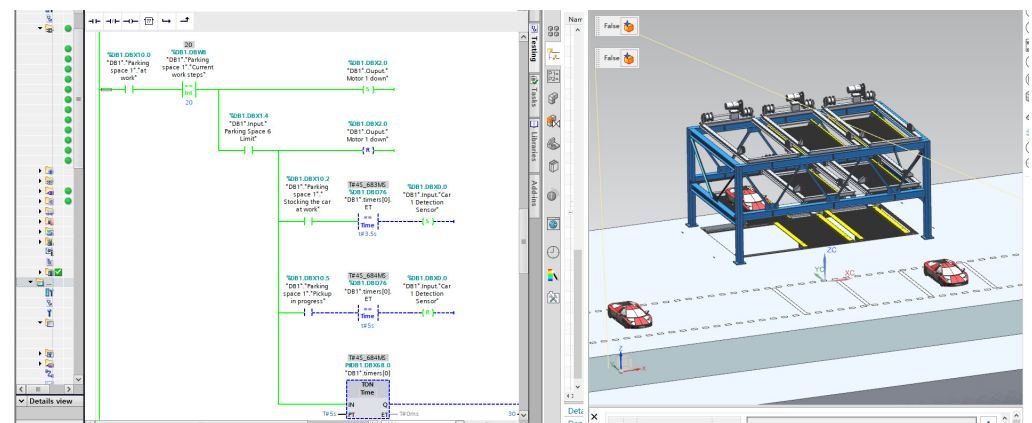 20
%DB1.DBX10.0
"DB1"."Parking
space 1"."at
work"
%DB1.DBW8
"DB1"."Parking
space 1"."Current
work steps"
==
Int
20
%DB1.DBX2.0
"DB1".Ouput."
Motor 1 down"
S
%DB1.DBX1.4
"DB1".Input."
Parking Space 6
Limit"
%DB1.DBX2.0
"DB1".Ouput."
Motor 1 down"
R
%DB1.DBX10.2
"DB1"."Parking
space 1"."
Stocking the car
at work"
T#4S_683MS
%DB1.DBD76
"DB1".timers[0].
ET
==
Time
t#3.5s
%DB1.DBX0.0
"DB1".Input."Car
1 Detection
Sensor"
S
%DB1.DBX10.5
"DB1"."Parking
space 1"."Pickup
in progress"
T#4S_684MS
%DB1.DBD76
"DB1".timers[0].
ET
==
Time
t#5s
%DB1.DBX0.0
"DB1".Input."Car
1 Detection
Sensor"
R
T#4S_684MS
P#DB1.DBX68.0
"DB1".timers[0]
TON
Time
IN Q
T#5s PT ET T#0ms
30
Details view
Testing
Tasks
Libraries
Add-ins
Nam
Deta
False
False
ZC
YC
XC
Z
X